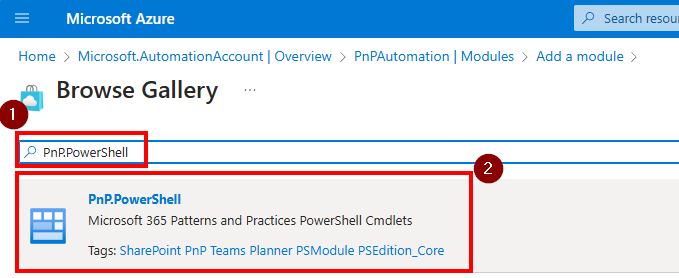 Microsoft Azure
Search resou
Home > Microsoft.AutomationAccount | Overview > PnPAutomation | Modules > Add a module >
Browse Gallery ...
1
PnP.PowerShell
2
PnP.PowerShell
Microsoft 365 Patterns and Practices PowerShell Cmdlets
Tags: SharePoint PnP Teams Planner PSModule PSEdition_Core